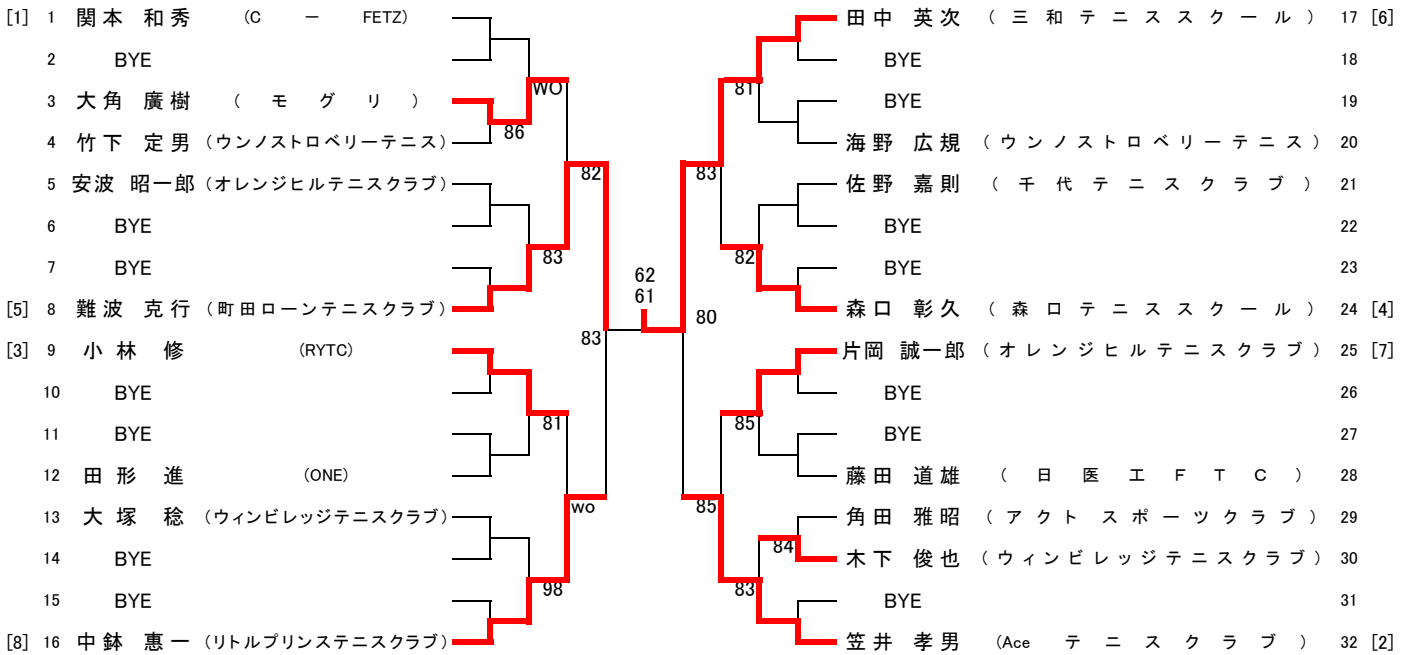 [1] 1 関本 和秀 (C ー FETZ)
2 BYE
WO
3 大角 廣樹 (モグリ)
86
4 竹下 定男 (ウンノストロベリーテニス)
82
5 安波 昭一郎 (オレンジヒルテニスクラブ)
6 BYE
83
7 BYE
[5] 8 難波 克行 (町田ローンテニスクラブ)
83
[3] 9 小林 修 (RYTC)
10 BYE
81
11 BYE
12 田形 進 (ONE)
wo
13 大塚 稔 (ウィンビレッジテニスクラブ)
14 BYE
98
15 BYE
[8] 16 中鉢 惠一 (リトルプリンステニスクラブ)
62
61
80
田中 英次 (三和テニススクール) 17 [6]
BYE 18
81
BYE 19
海野 広規 (ウンノストロベリーテニス) 20
83
佐野 嘉則 (千代テニスクラブ) 21
BYE 22
82
BYE 23
森口 彰久 (森口テニススクール) 24 [4]
片岡 誠一郎 (オレンジヒルテニスクラブ) 25 [7]
BYE 26
85
BYE 27
藤田 道雄 (日医工FTC) 28
85
角田 雅昭 (アクト スポーツクラブ) 29
84
木下 俊也 (ウィンビレッジテニスクラブ) 30
83
BYE 31
笠井 孝男 (Ace テニスクラブ) 32 [2]